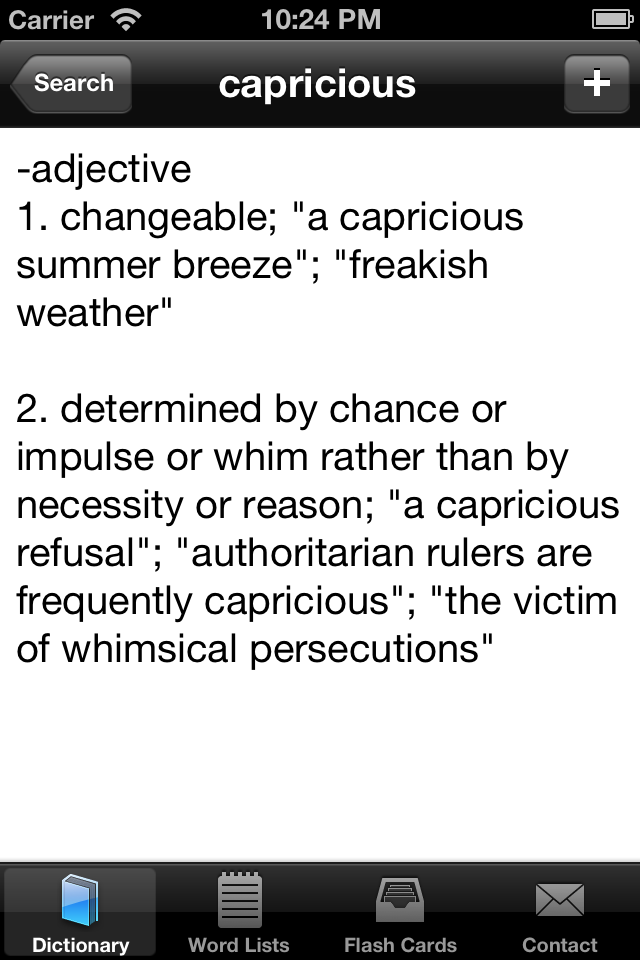 Carrier 10:24 PM
Search capricious +
-adjective
1. changeable; "a capricious
summer breeze"; "freakish
weather"
2. determined by chance or
impulse or whim rather than by
necessity or reason; "a capricious
refusal"; "authoritarian rulers are
frequently capricious"; "the victim
of whimsical persecutions"
Dictionary Word Lists Flash Cards Contact